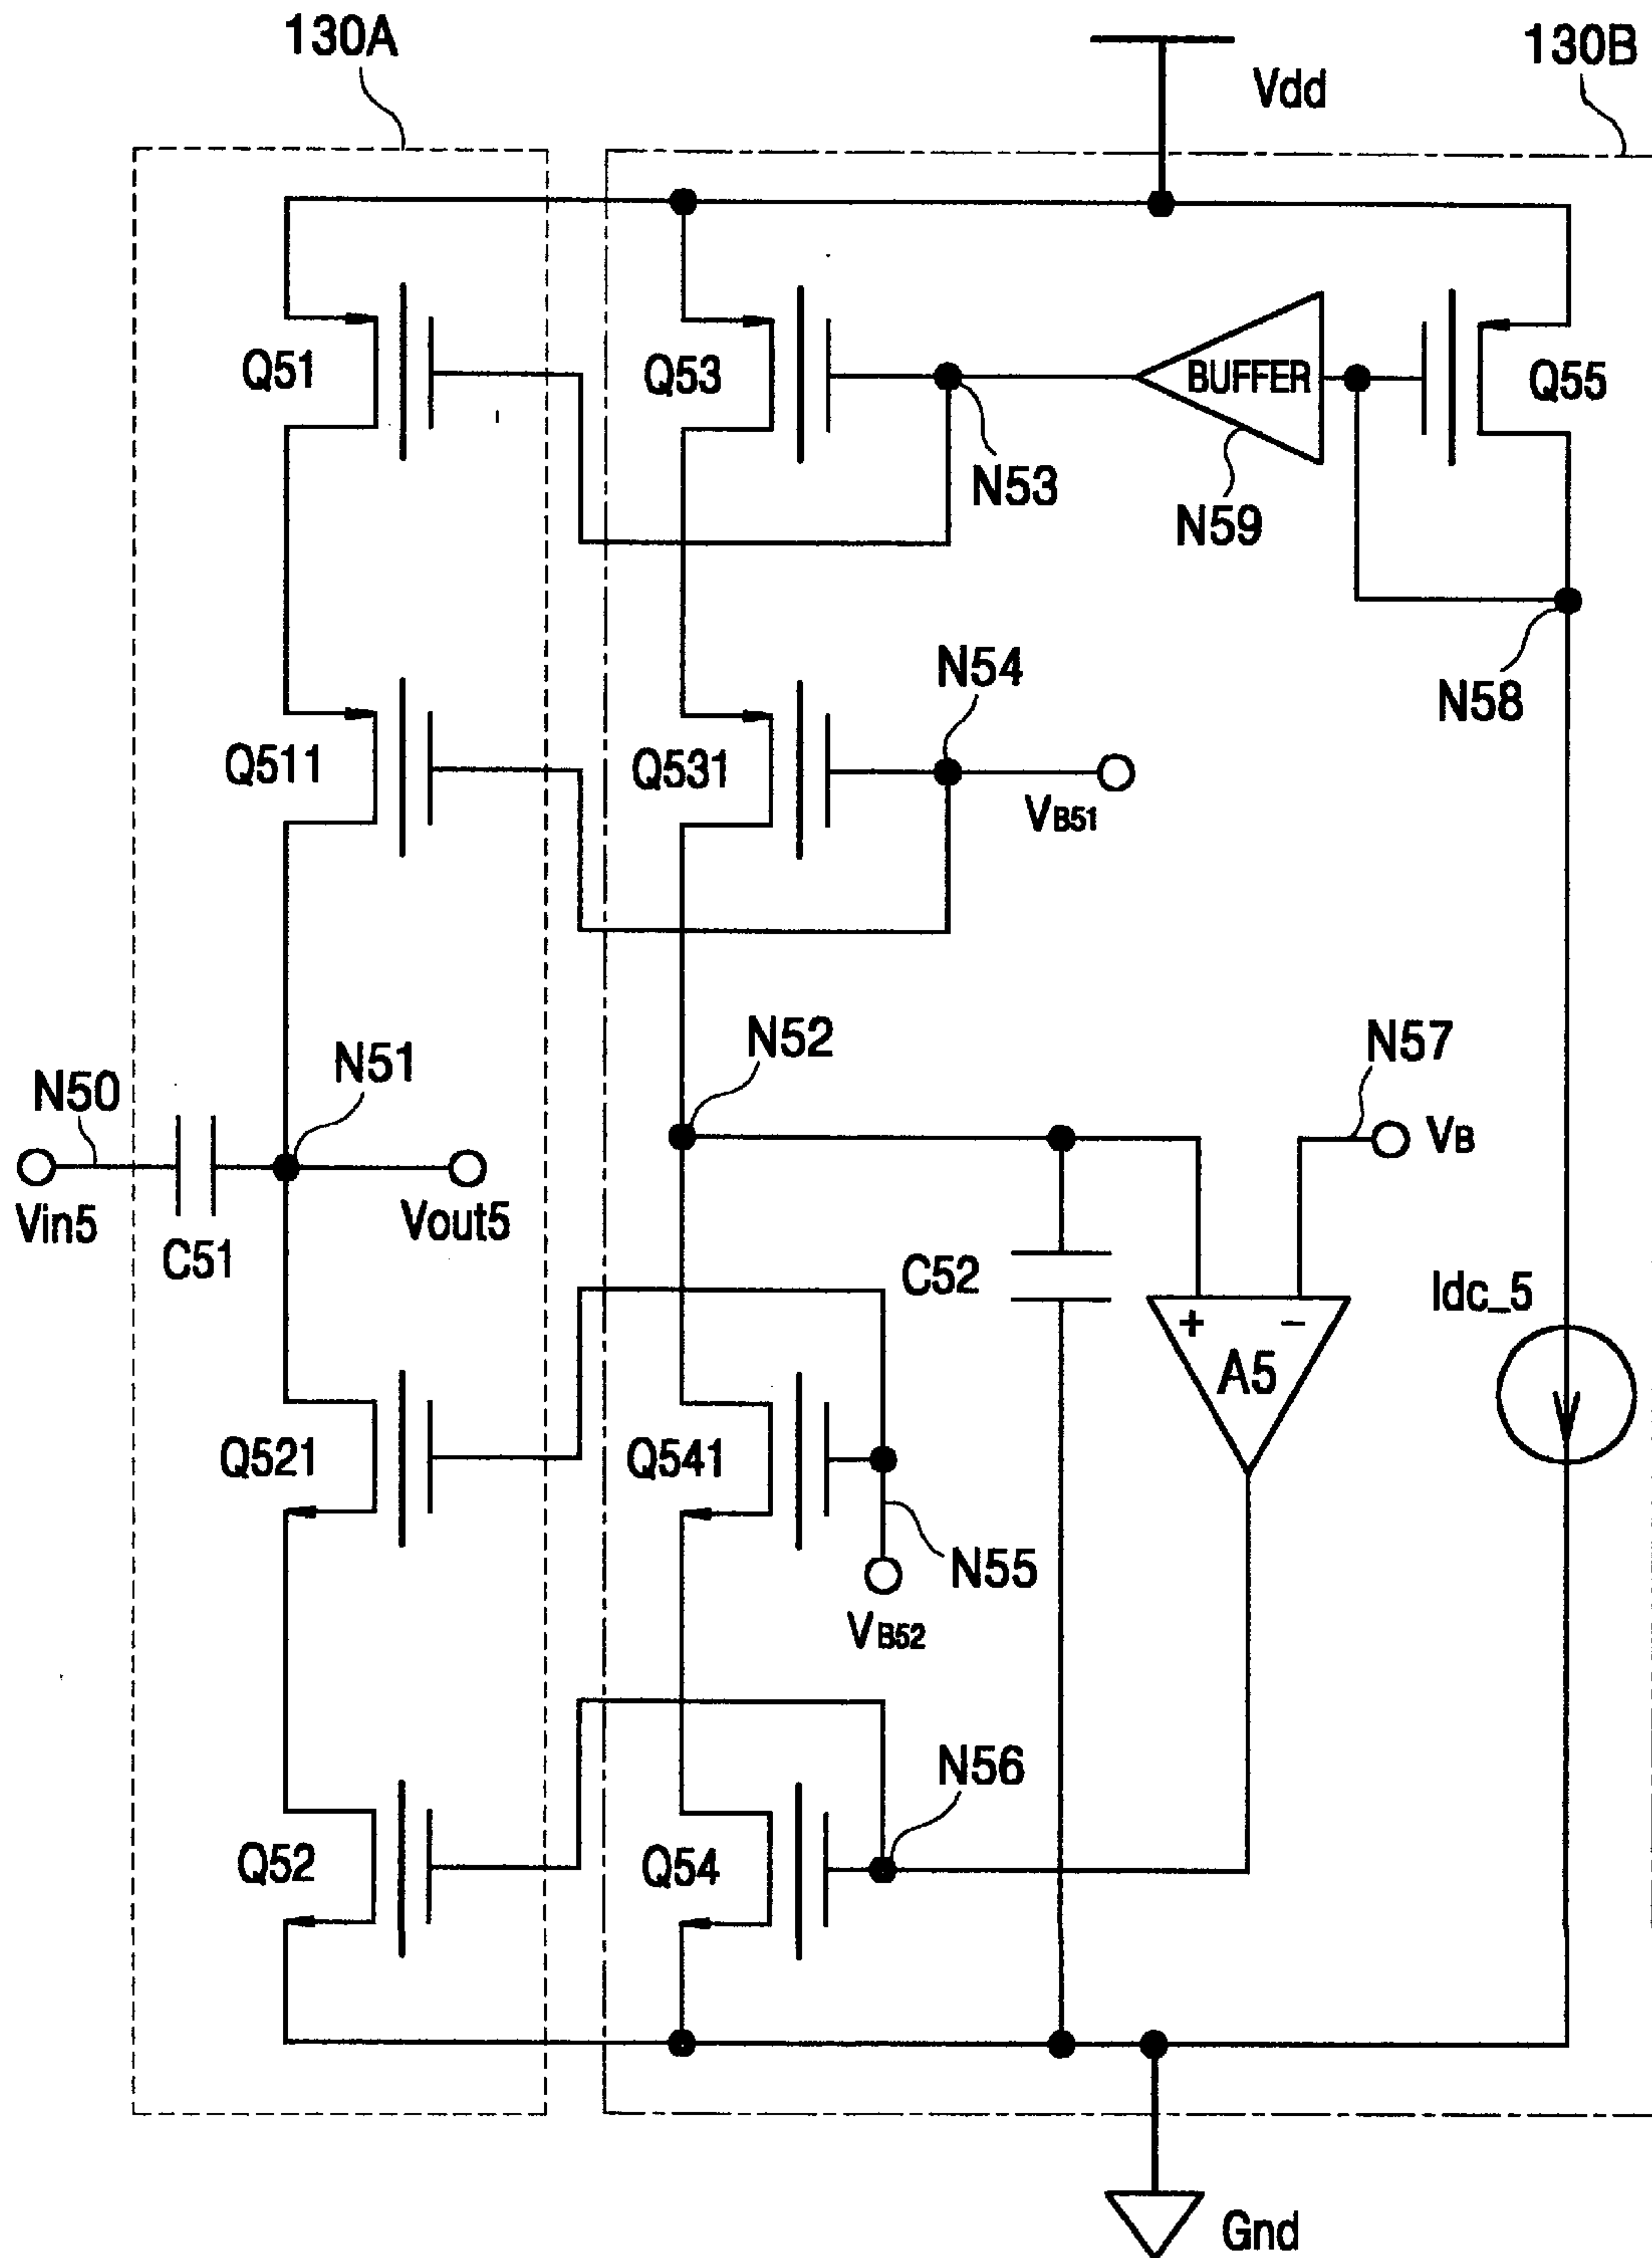 130A
130B
Vdd
Q51
Q53
BUFFER
Q55
N53
N59
N54
N58
Q511
Q531
VB51
N52
N57
N51
N50
VB
Vin5
Vout5
C51
C52
Idc_5
+ −
A5
Q521
Q541
N55
VB52
N56
Q52
Q54
Gnd